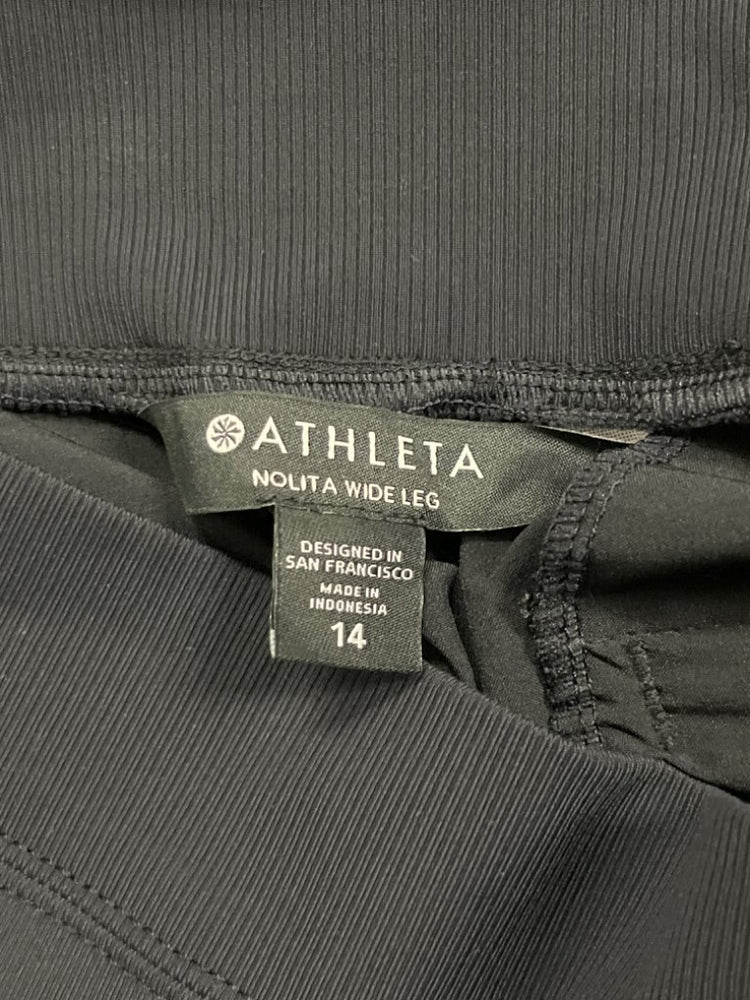 ATHLETA
NOLITA WIDE LEG
DESIGNED IN
SAN FRANCISCO
MADE IN
INDONESIA
14